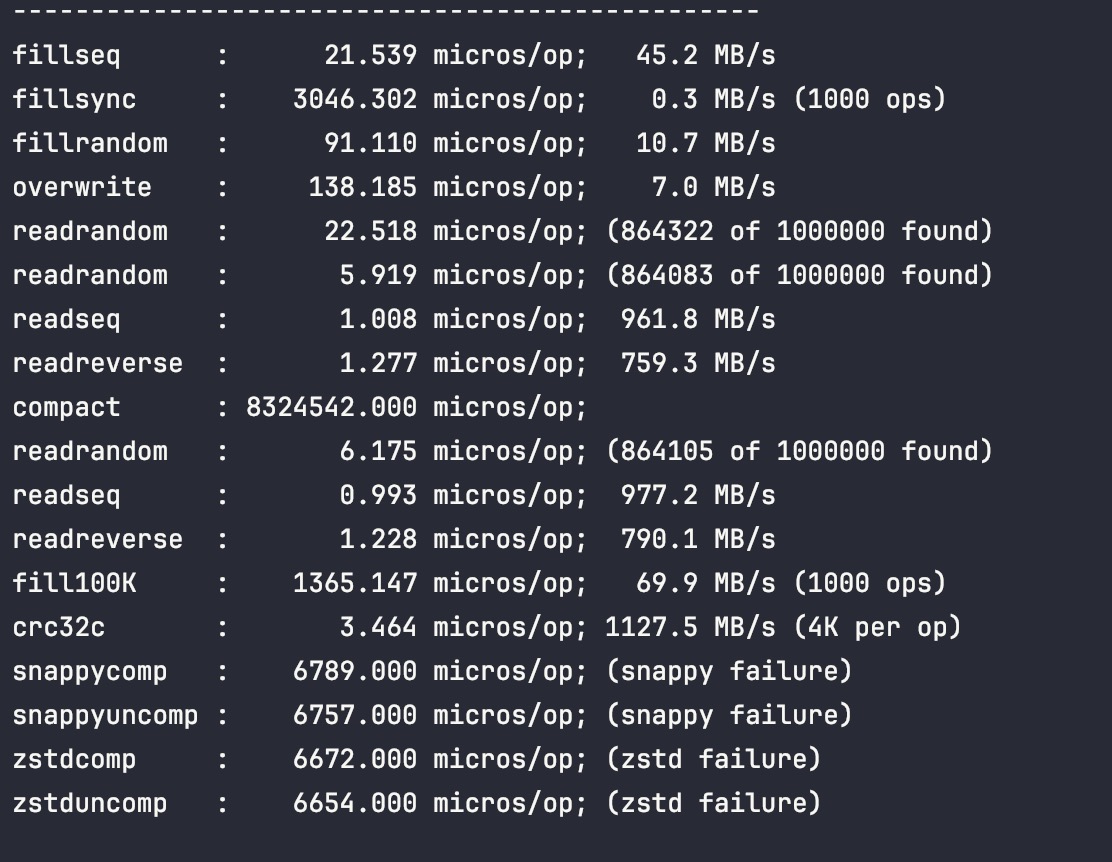 ------------------------------------------------
fillseq      :      21.539 micros/op;   45.2 MB/s
fillsync     :    3046.302 micros/op;    0.3 MB/s (1000 ops)
fillrandom   :      91.110 micros/op;   10.7 MB/s
overwrite    :     138.185 micros/op;    7.0 MB/s
readrandom   :      22.518 micros/op; (864322 of 1000000 found)
readrandom   :       5.919 micros/op; (864083 of 1000000 found)
readseq      :       1.008 micros/op;  961.8 MB/s
readreverse  :       1.277 micros/op;  759.3 MB/s
compact      : 8324542.000 micros/op;
readrandom   :       6.175 micros/op; (864105 of 1000000 found)
readseq      :       0.993 micros/op;  977.2 MB/s
readreverse  :       1.228 micros/op;  790.1 MB/s
fill100K     :    1365.147 micros/op;   69.9 MB/s (1000 ops)
crc32c       :       3.464 micros/op; 1127.5 MB/s (4K per op)
snappycomp   :    6789.000 micros/op; (snappy failure)
snappyuncomp :    6757.000 micros/op; (snappy failure)
zstdcomp     :    6672.000 micros/op; (zstd failure)
zstduncomp   :    6654.000 micros/op; (zstd failure)